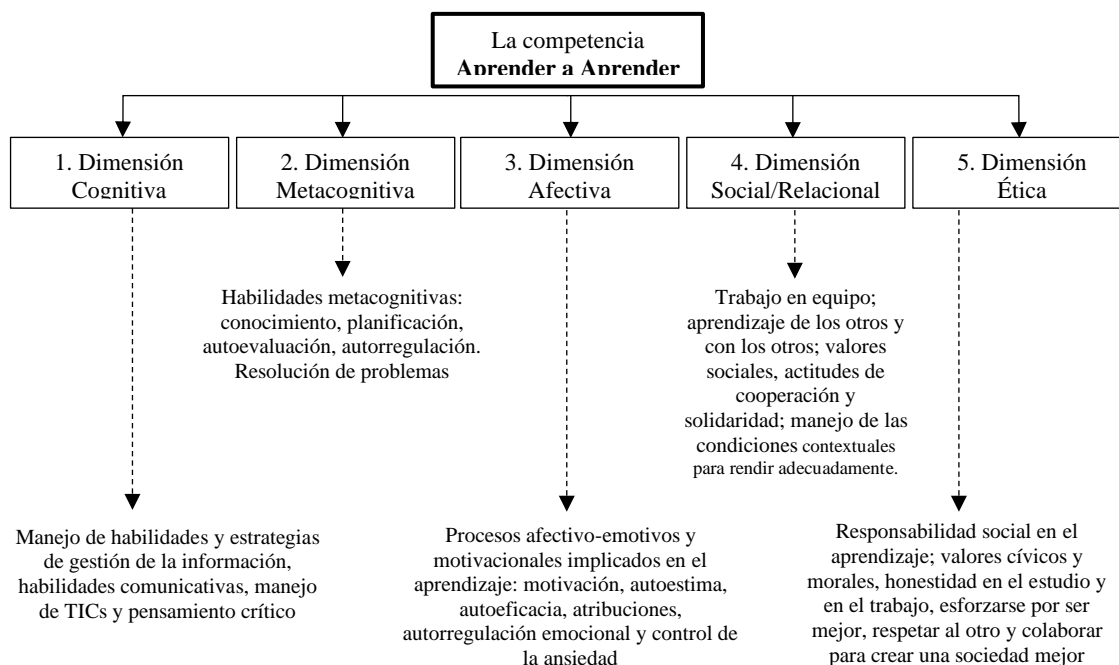 La competencia
Aprender a Aprender
1. Dimensión
Cognitiva
2. Dimensión
Metacognitiva
3. Dimensión
Afectiva
4. Dimensión
Social/Relacional
5. Dimensión
Ética
Habilidades metacognitivas:
conocimiento, planificación,
autoevaluación, autorregulación.
Resolución de problemas
Trabajo en equipo;
aprendizaje de los otros y
con los otros; valores
sociales, actitudes de
cooperación y
solidaridad; manejo de las
condiciones contextuales
para rendir adecuadamente.
Manejo de habilidades y estrategias
de gestión de la información,
habilidades comunicativas, manejo
de TICs y pensamiento crítico
Procesos afectivo-emotivos y
motivacionales implicados en el
aprendizaje: motivación, autoestima,
autoeficacia, atribuciones,
autorregulación emocional y control de
la ansiedad
Responsabilidad social en el
aprendizaje; valores cívicos y
morales, honestidad en el estudio y
en el trabajo, esforzarse por ser
mejor, respetar al otro y colaborar
para crear una sociedad mejor